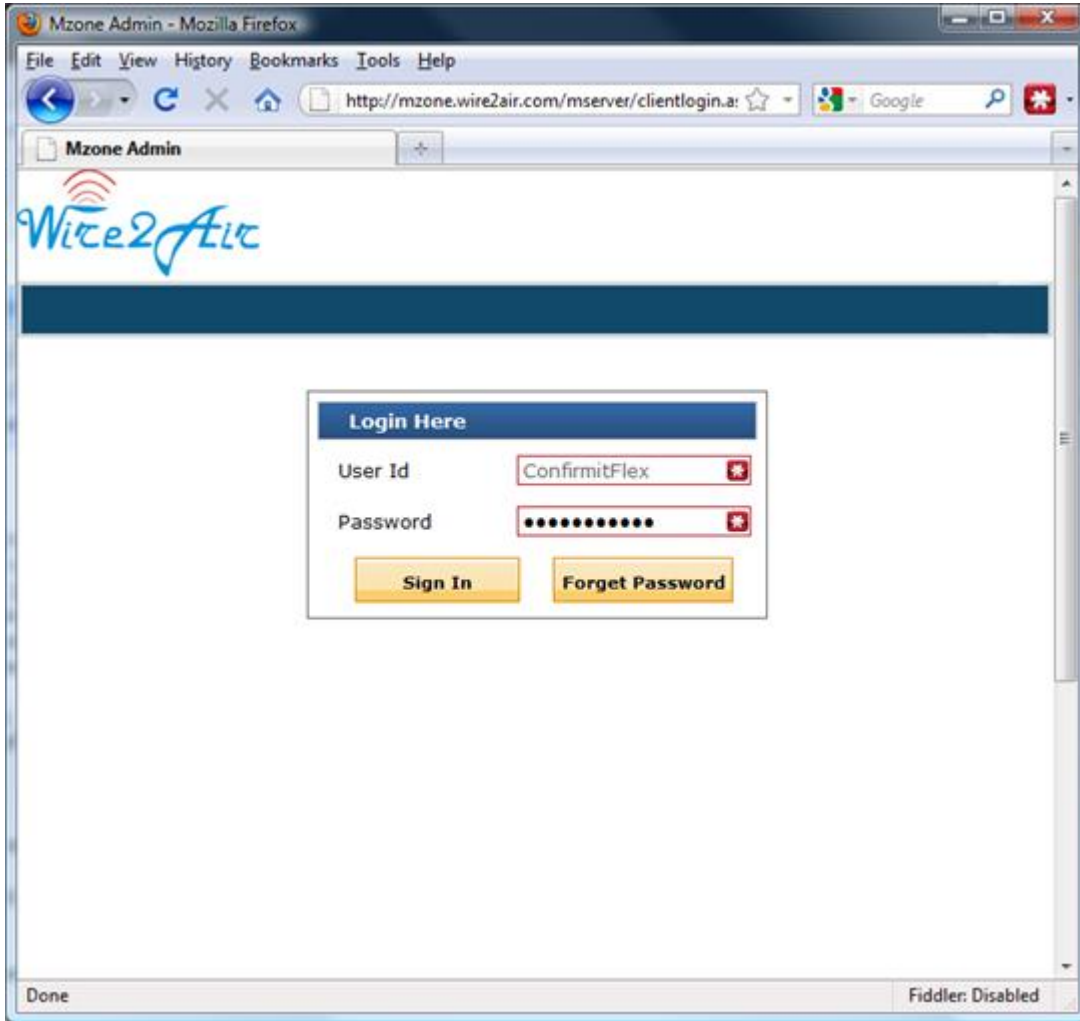 Mzone Admin - Mozilla Firefox
File Edit View History Bookmarks Tools Help
http://mzone.wire2air.com/mserver/clientlogin.a
Google
Mzone Admin
Wire2Air
Login Here
User Id ConfirmitFlex
Password •••••••••••
Sign In Forget Password
Done Fiddler: Disabled